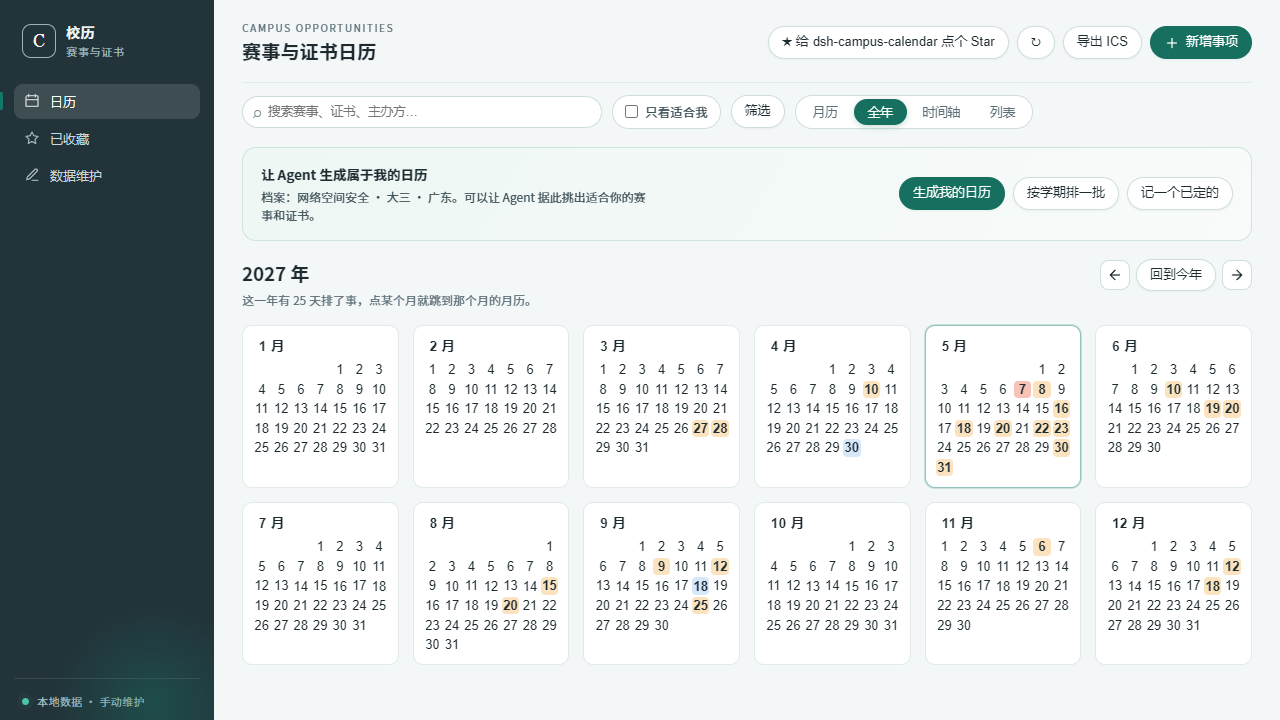 C
校历
赛事与证书
日历
已收藏
数据维护
本地数据 · 手动维护
CAMPUS OPPORTUNITIES
赛事与证书日历
★ 给 dsh-campus-calendar 点个 Star
↻
导出 ICS
＋ 新增事项
⌕ 搜索赛事、证书、主办方…
只看适合我
筛选
月历
全年
时间轴
列表
让 Agent 生成属于我的日历
档案：网络空间安全 · 大三 · 广东。可以让 Agent 据此挑出适合你的赛
事和证书。
生成我的日历
按学期排一批
记一个已定的
2027 年
这一年有 25 天排了事，点某个月就跳到那个月的月历。
←
回到今年
→
1 月
1 2 3
4 5 6 7 8 9 10
11 12 13 14 15 16 17
18 19 20 21 22 23 24
25 26 27 28 29 30 31
2 月
1 2 3 4 5 6 7
8 9 10 11 12 13 14
15 16 17 18 19 20 21
22 23 24 25 26 27 28
3 月
1 2 3 4 5 6 7
8 9 10 11 12 13 14
15 16 17 18 19 20 21
22 23 24 25 26 27 28
29 30 31
4 月
1 2 3 4
5 6 7 8 9 10 11
12 13 14 15 16 17 18
19 20 21 22 23 24 25
26 27 28 29 30
5 月
1 2
3 4 5 6 7 8 9
10 11 12 13 14 15 16
17 18 19 20 21 22 23
24 25 26 27 28 29 30
31
6 月
1 2 3 4 5 6
7 8 9 10 11 12 13
14 15 16 17 18 19 20
21 22 23 24 25 26 27
28 29 30
7 月
1 2 3 4
5 6 7 8 9 10 11
12 13 14 15 16 17 18
19 20 21 22 23 24 25
26 27 28 29 30 31
8 月
1
2 3 4 5 6 7 8
9 10 11 12 13 14 15
16 17 18 19 20 21 22
23 24 25 26 27 28 29
30 31
9 月
1 2 3 4 5
6 7 8 9 10 11 12
13 14 15 16 17 18 19
20 21 22 23 24 25 26
27 28 29 30
10 月
1 2 3
4 5 6 7 8 9 10
11 12 13 14 15 16 17
18 19 20 21 22 23 24
25 26 27 28 29 30 31
11 月
1 2 3 4 5 6 7
8 9 10 11 12 13 14
15 16 17 18 19 20 21
22 23 24 25 26 27 28
29 30
12 月
1 2 3 4 5
6 7 8 9 10 11 12
13 14 15 16 17 18 19
20 21 22 23 24 25 26
27 28 29 30 31